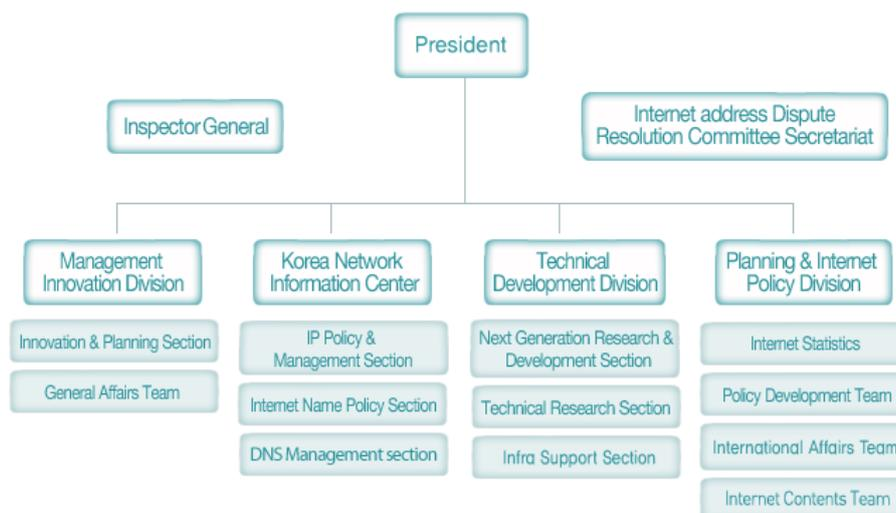 President
Inspector General
Internet address Dispute
Resolution Committee Secretariat
Management
Innovation Division
Innovation & Planning Section
General Affairs Team
Korea Network
Information Center
IP Policy &
Management Section
Internet Name Policy Section
DNS Management section
Technical
Development Division
Next Generation Research &
Development Section
Technical Research Section
Infra Support Section
Planning & Internet
Policy Division
Internet Statistics
Policy Development Team
International Affairs Team
Internet Contents Team